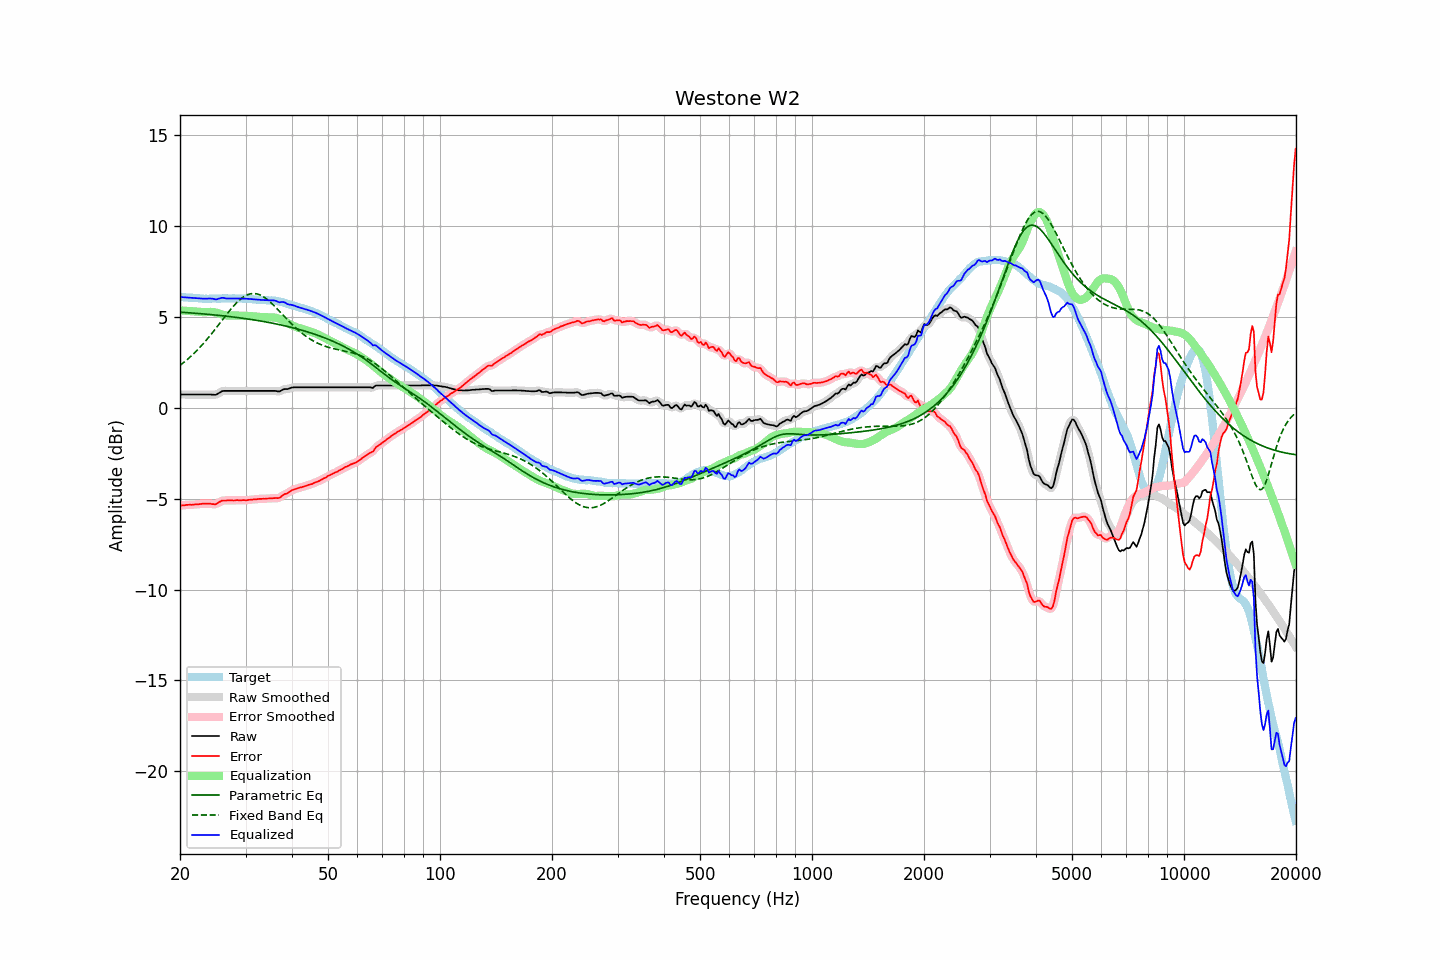 Westone W2
Amplitude (dBr)
15
10
5
0
−5
−10
−15
−20
Target
Raw Smoothed
Error Smoothed
Raw
Error
Equalization
Parametric Eq
Fixed Band Eq
Equalized
20 50 100 200 500 1000 2000 5000 10000 20000
Frequency (Hz)